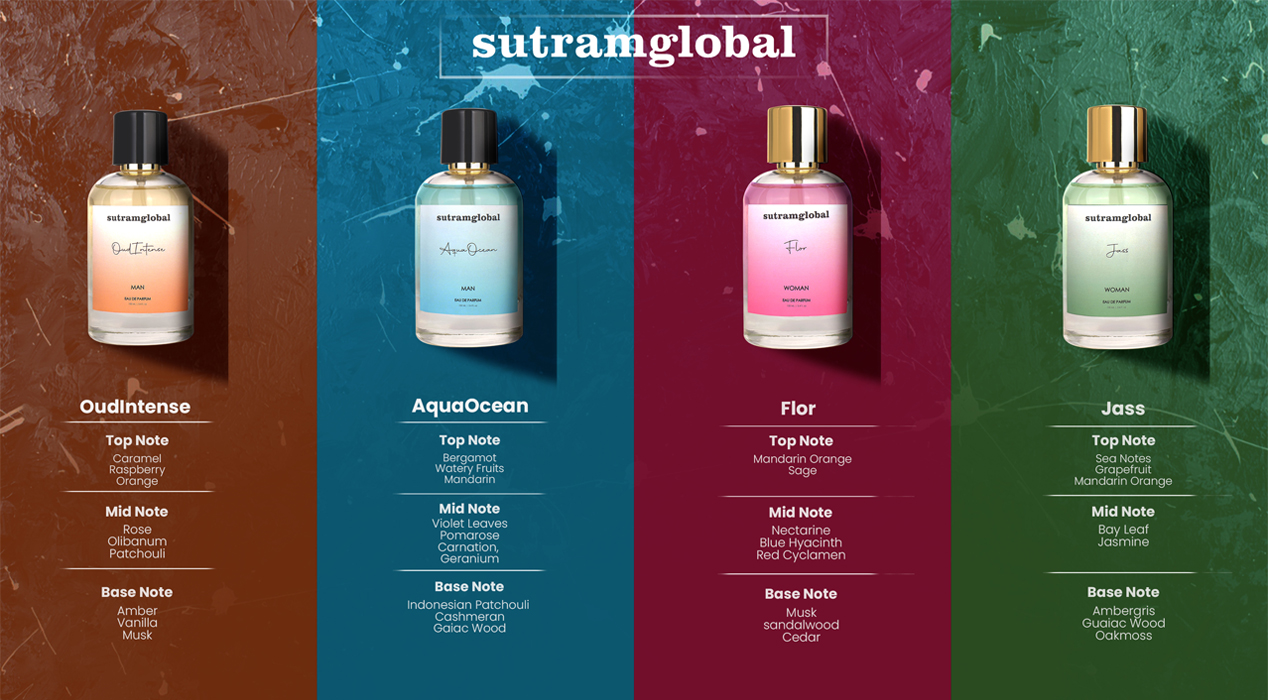 sutramglobal
sutramglobal
OudIntense
MAN
EAU DE PARFUM
sutramglobal
AquaOcean
MAN
EAU DE PARFUM
sutramglobal
Flor
WOMAN
EAU DE PARFUM
sutramglobal
Jass
WOMAN
EAU DE PARFUM
OudIntense
Top Note
Caramel
Raspberry
Orange
Mid Note
Rose
Olibanum
Patchouli
Base Note
Amber
Vanilla
Musk
AquaOcean
Top Note
Bergamot
Watery Fruits
Mandarin
Mid Note
Violet Leaves
Pomarose
Carnation,
Geranium
Base Note
Indonesian Patchouli
Cashmeran
Gaiac Wood
Flor
Top Note
Mandarin Orange
Sage
Mid Note
Nectarine
Blue Hyacinth
Red Cyclamen
Base Note
Musk
sandalwood
Cedar
Jass
Top Note
Sea Notes
Grapefruit
Mandarin Orange
Mid Note
Bay Leaf
Jasmine
Base Note
Ambergris
Guaiac Wood
Oakmoss